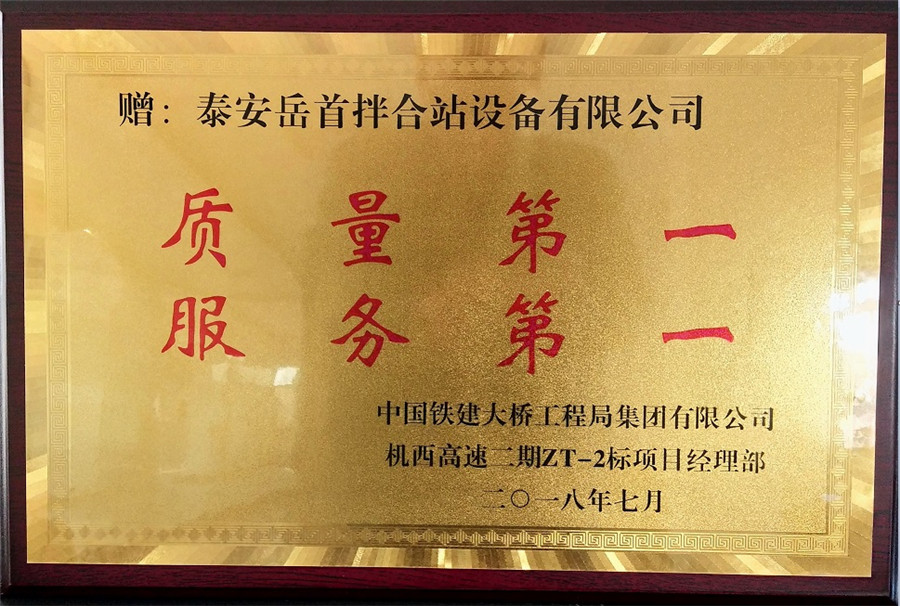 赠：泰安岳首拌合站设备有限公司
质量第一
服务第一
中国铁建大桥工程局集团有限公司
机西高速二期ZT-2标项目经理部
二〇一八年七月